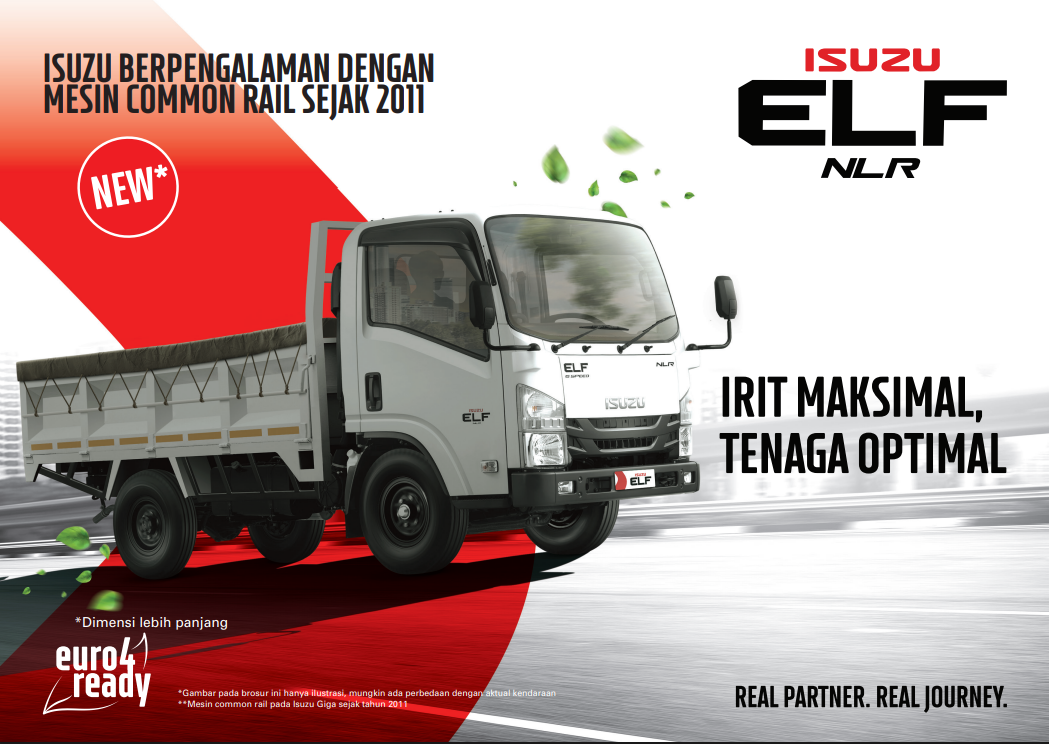 ISUZU BERPENGALAMAN DENGAN
MESIN COMMON RAIL SEJAK 2011
NEW*
ISUZU
ELF
NLR
ELF
NLR
ISUZU
ISUZU
ELF
ELF
IRIT MAKSIMAL,
TENAGA OPTIMAL
*Dimensi lebih panjang
euro4
ready
*Gambar pada brosur ini hanya ilustrasi, mungkin ada perbedaan dengan aktual kendaraan
**Mesin common rail pada Isuzu Giga sejak tahun 2011
REAL PARTNER. REAL JOURNEY.